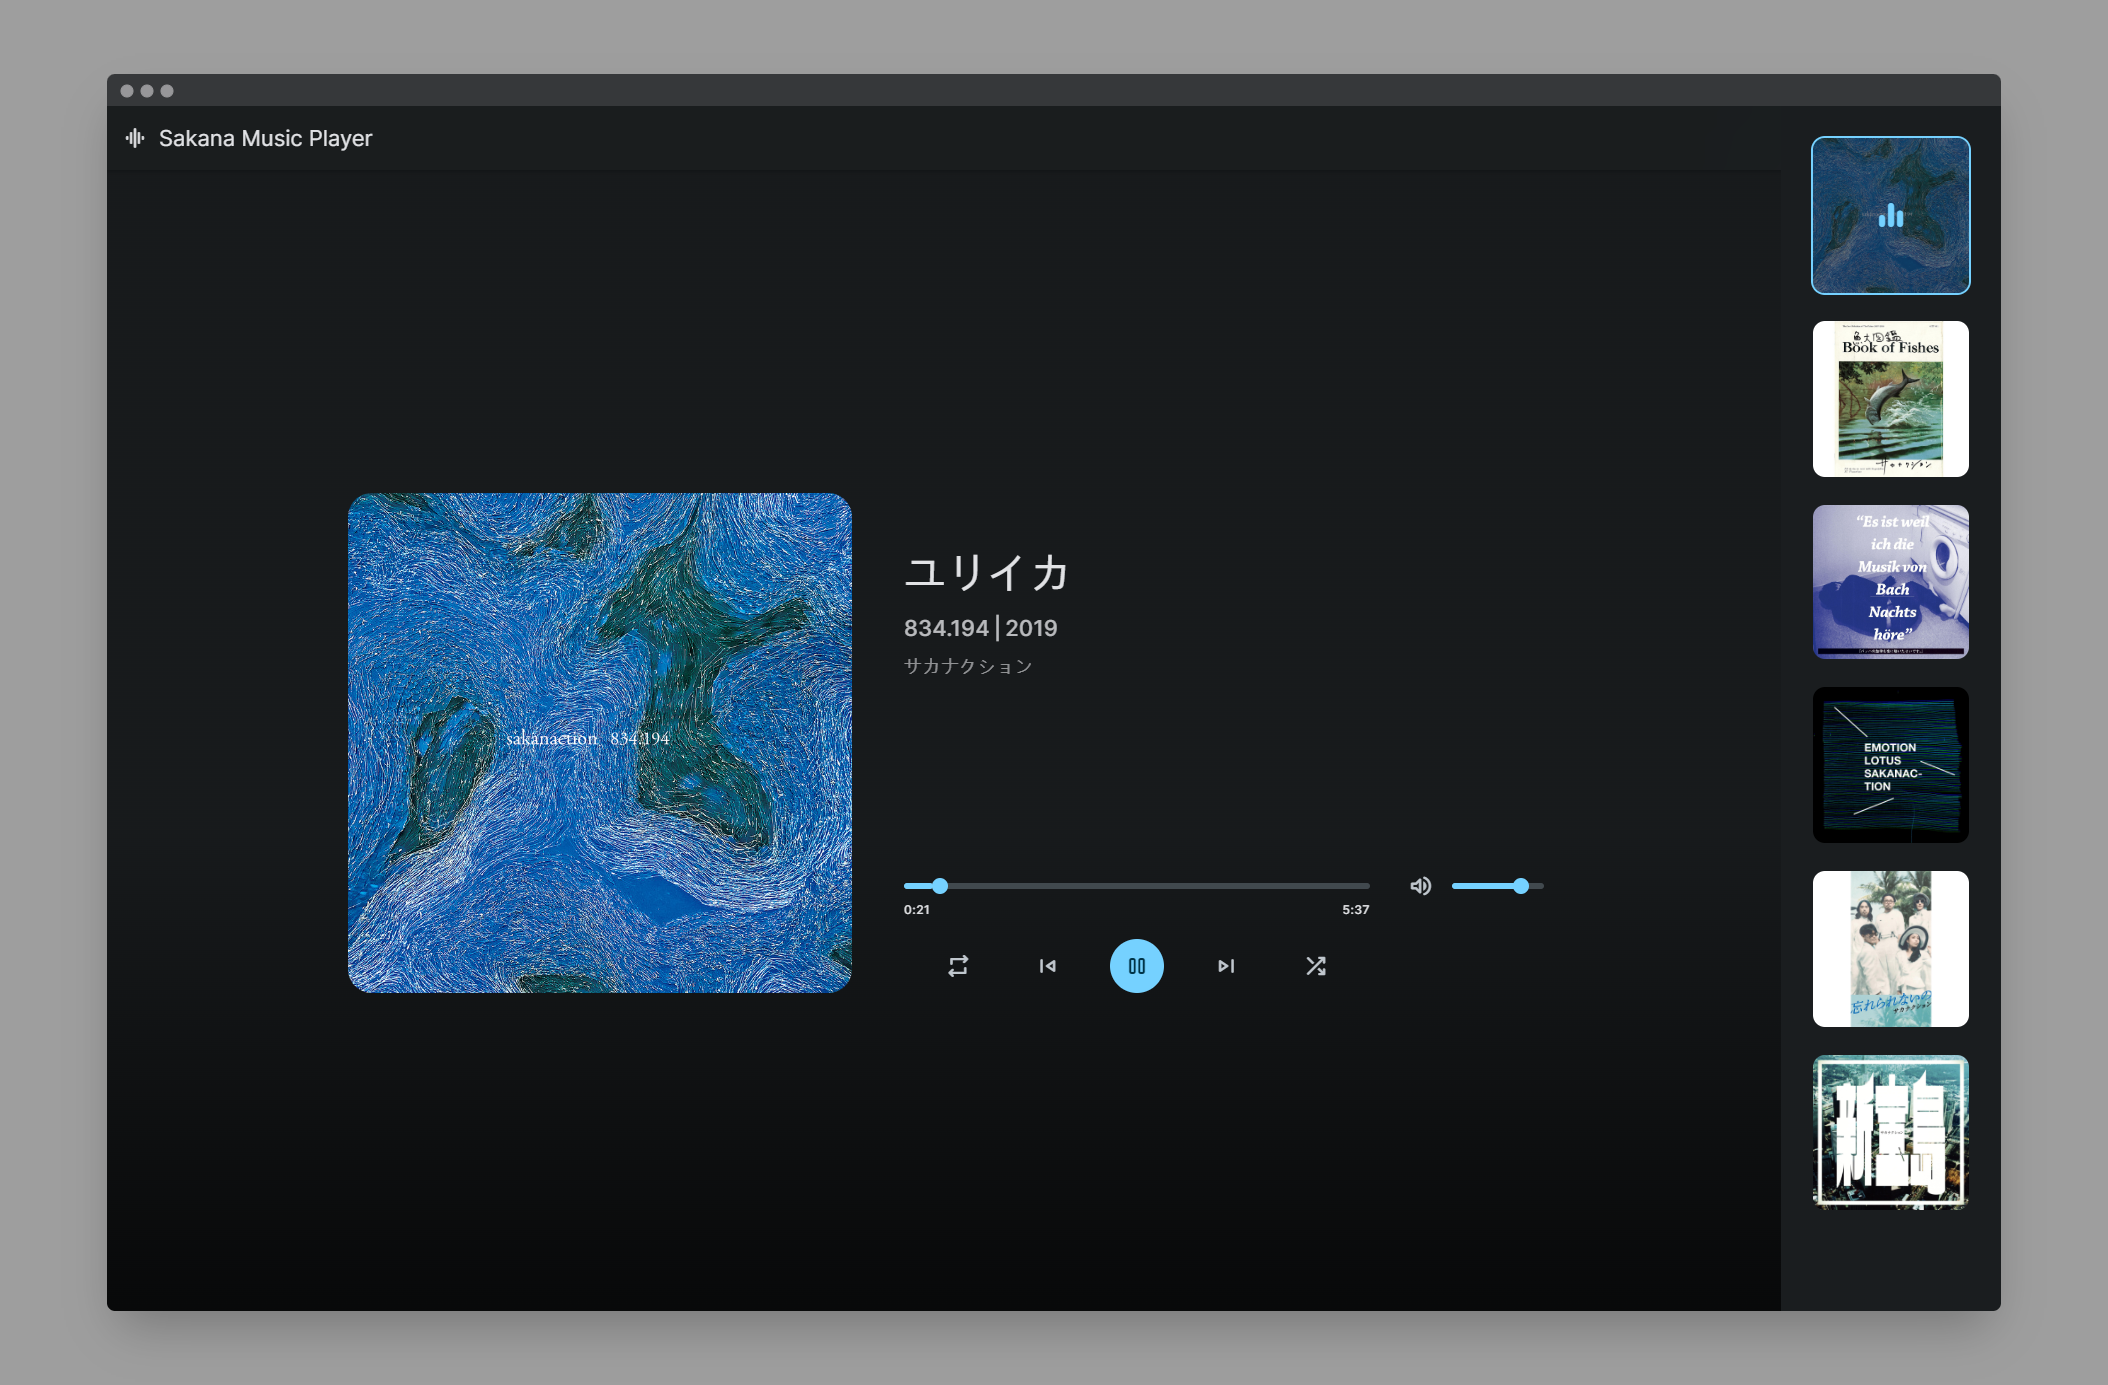 Sakana Music Player
sakanaction 834.194
ユリイカ
834.194 | 2019
サカナクション
0:21
5:37
魚大図鑑
Book of Fishes
サカナクション
“Es ist weil
ich die
Musik von
Bach
Nachts
höre”
EMOTION
LOTUS
SAKANAC-
TION
忘れられないの
サカナクション
新宝島